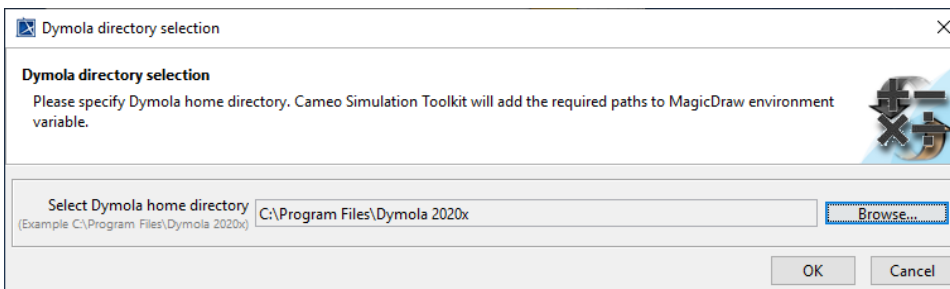 Dymola directory selection
Dymola directory selection
Please specify Dymola home directory. Cameo Simulation Toolkit will add the required paths to MagicDraw environment
variable.
Select Dymola home directory C:\Program Files\Dymola 2020x Browse...
(Example C:\Program Files\Dymola 2020x)
OK Cancel